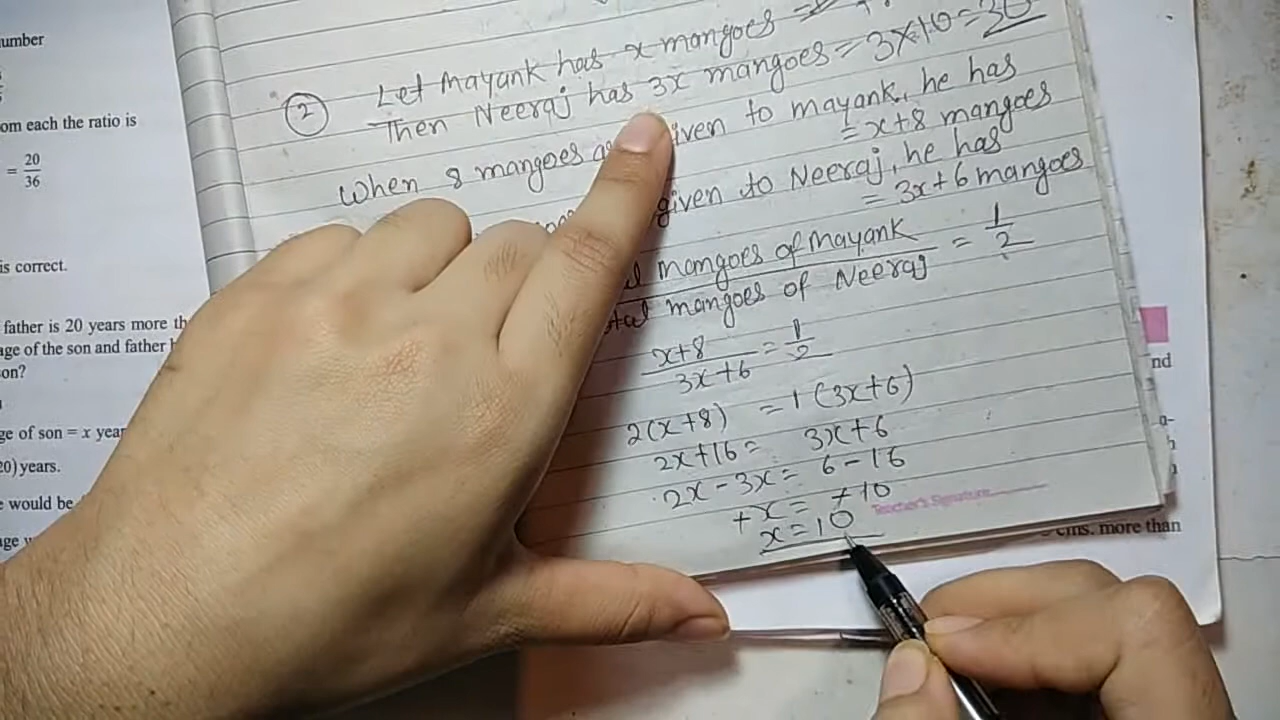 ② Let Mayank has x mangoes =
Then Neeraj has 3x mangoes = 3×10=30
When 8 mangoes given to mayank, he has
= x+8 mangoes
given to Neeraj, he has
= 3x+6 mangoes
mangoes of Mayank / mangoes of Neeraj = 1/2
x+8/3x+6 = 1/2
2(x+8) = 1(3x+6)
2x+16 = 3x+6
2x-3x = 6-16
+x = +10
x=10
Teacher's Signature
umber
om each the ratio is
= 20/36
is correct.
father is 20 years more
age of the son and father
on?
ge of son = x
20) years.
would be
age
nd
cms. more than